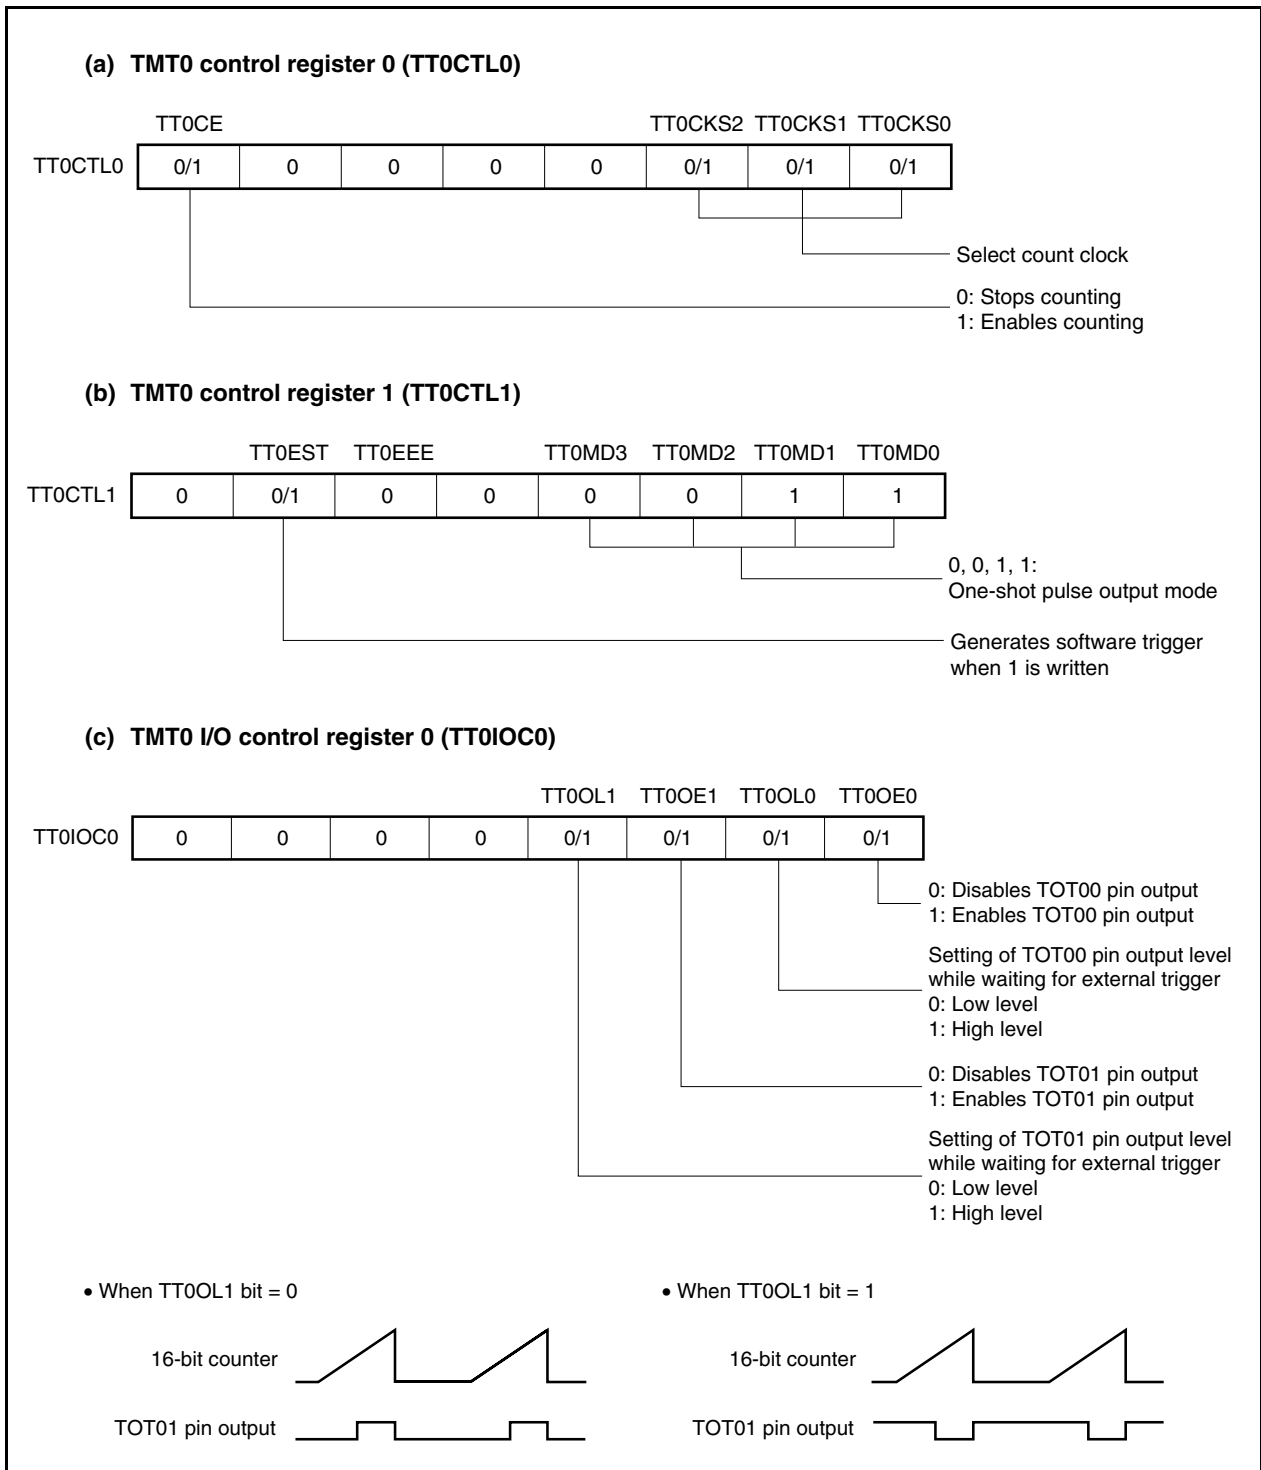 (a) TMT0 control register 0 (TT0CTL0)
TT0CE TT0CKS2 TT0CKS1 TT0CKS0
TT0CTL0 0/1 0 0 0 0 0/1 0/1 0/1
Select count clock
0: Stops counting
1: Enables counting
(b) TMT0 control register 1 (TT0CTL1)
TT0EST TT0EEE TT0MD3 TT0MD2 TT0MD1 TT0MD0
TT0CTL1 0 0/1 0 0 0 0 1 1
0, 0, 1, 1:
One-shot pulse output mode
Generates software trigger
when 1 is written
(c) TMT0 I/O control register 0 (TT0IOC0)
TT0OL1 TT0OE1 TT0OL0 TT0OE0
TT0IOC0 0 0 0 0 0/1 0/1 0/1 0/1
0: Disables TOT00 pin output
1: Enables TOT00 pin output
Setting of TOT00 pin output level
while waiting for external trigger
0: Low level
1: High level
0: Disables TOT01 pin output
1: Enables TOT01 pin output
Setting of TOT01 pin output level
while waiting for external trigger
0: Low level
1: High level
• When TT0OL1 bit = 0
16-bit counter
TOT01 pin output
• When TT0OL1 bit = 1
16-bit counter
TOT01 pin output